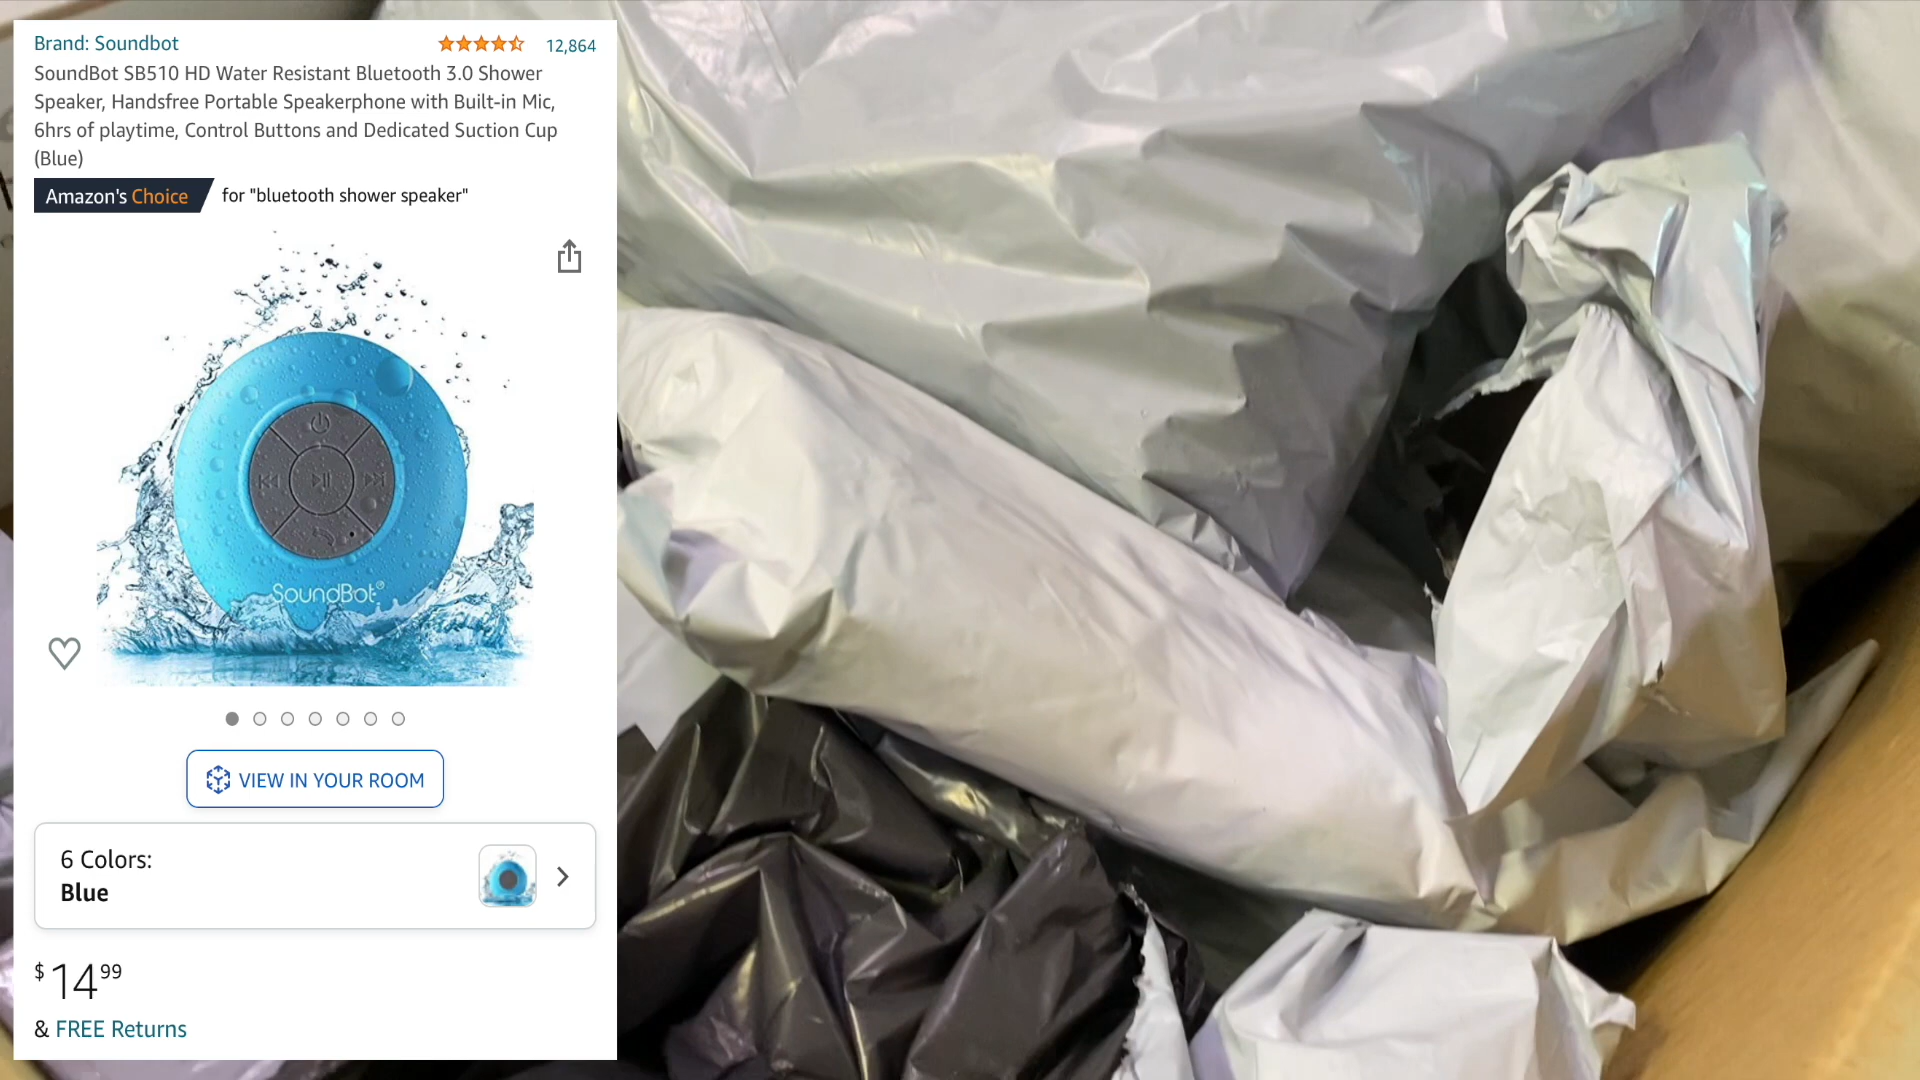 Brand: Soundbot
12,864
SoundBot SB510 HD Water Resistant Bluetooth 3.0 Shower
Speaker, Handsfree Portable Speakerphone with Built-in Mic,
6hrs of playtime, Control Buttons and Dedicated Suction Cup
(Blue)
Amazon's Choice for "bluetooth shower speaker"
SoundBot®
VIEW IN YOUR ROOM
6 Colors:
Blue
$14 99
& FREE Returns